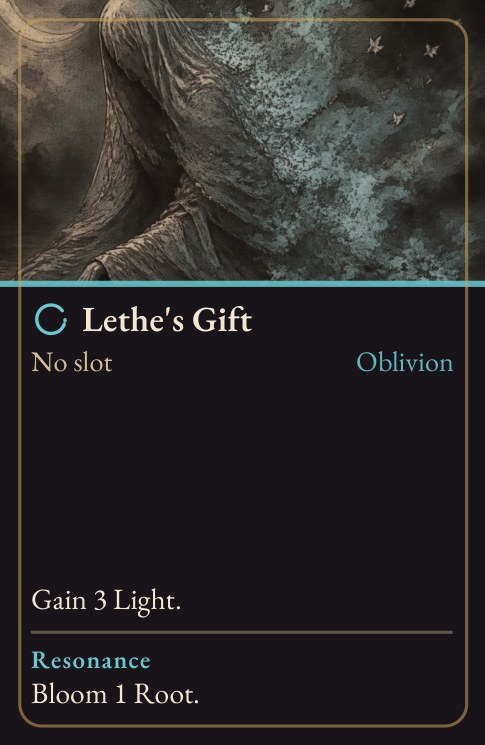 Lethe's Gift
No slot Oblivion
Gain 3 Light.
Resonance
Bloom 1 Root.